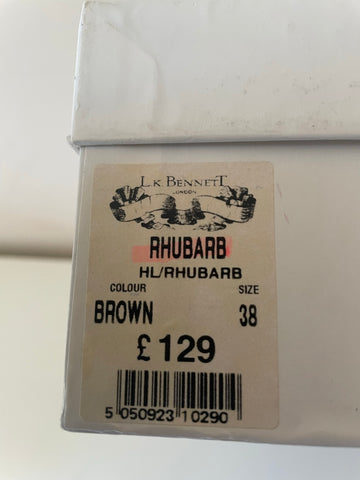 L.K. BENNETT
LONDON
RHUBARB
HL/RHUBARB
COLOUR SIZE
BROWN 38
£129
5 050923 10290